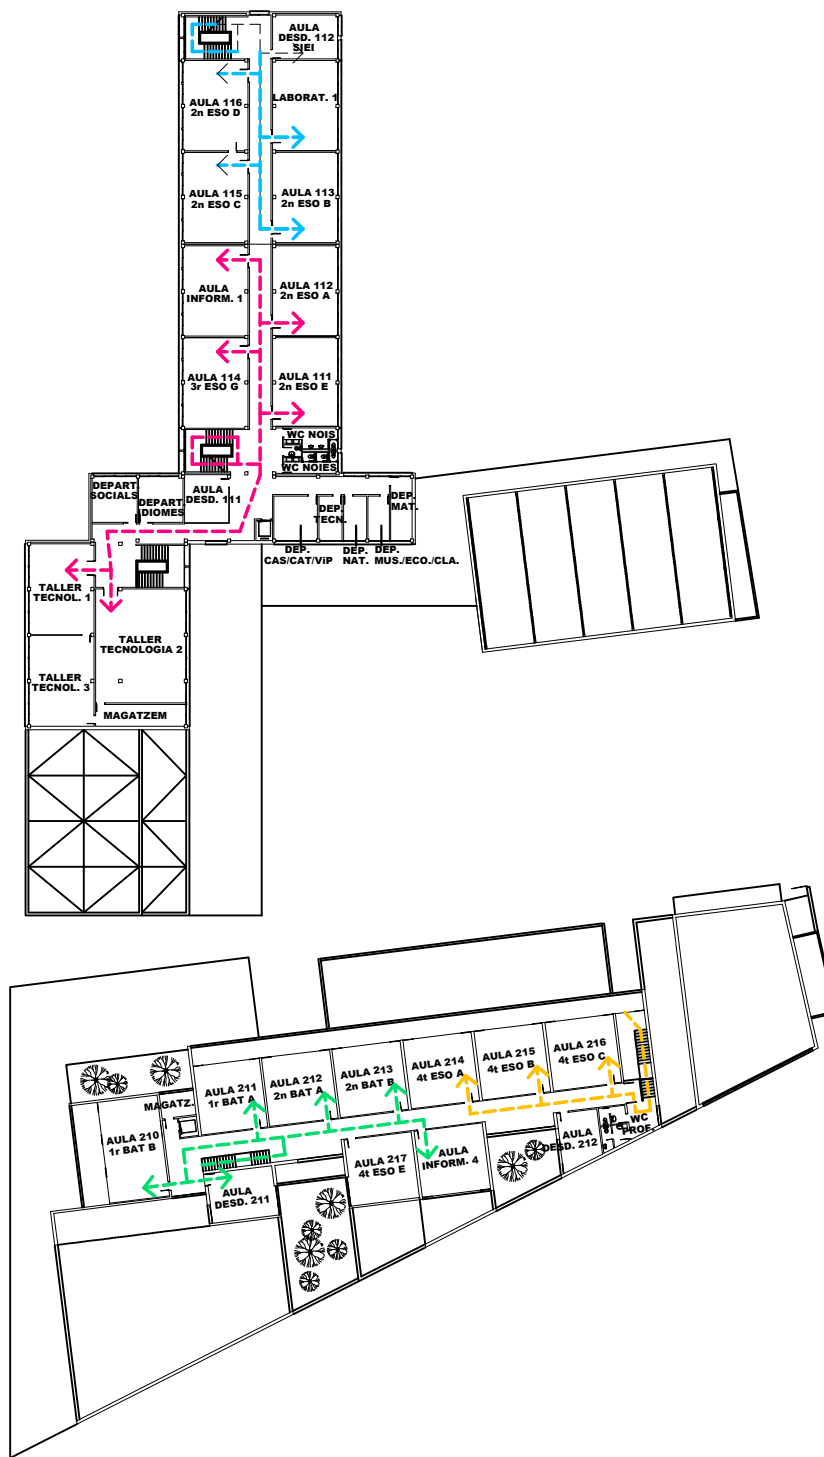 AULA
DESD. 112
SIEI
AULA 116
2n ESO D
LABORAT. 1
AULA 115
2n ESO C
AULA 113
2n ESO B
AULA
INFORM. 1
AULA 112
2n ESO A
AULA 114
3r ESO G
AULA 111
2n ESO E
WC NOIS
WC NOIES
DEPART.
SOCIALS
DEPART.
IDIOMES
AULA
DESD. 111
DEP.
TECN.
DEP.
MAT.
DEP.
CAS/CAT/ViP
DEP.
NAT.
DEP.
MUS./ECO./CLA.
TALLER
TECNOL. 1
TALLER
TECNOLOGIA 2
TALLER
TECNOL. 3
MAGATZEM
AULA 216
4t ESO C
AULA 215
4t ESO B
AULA 214
4t ESO A
AULA 213
2n BAT B
AULA 212
2n BAT A
AULA 211
1r BAT A
MAGATZ.
AULA 210
1r BAT B
WC
PROF.
AULA
DESD. 212
AULA
INFORM. 4
AULA 217
4t ESO E
AULA
DESD. 211